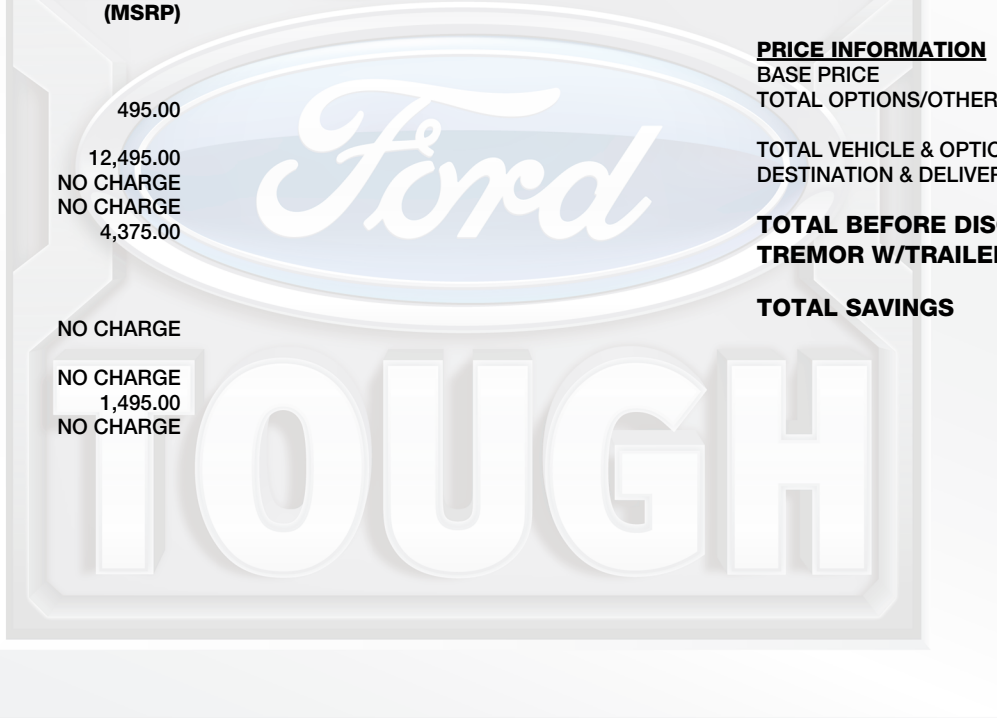 (MSRP)
495.00
12,495.00
NO CHARGE
NO CHARGE
4,375.00
NO CHARGE
NO CHARGE
1,495.00
NO CHARGE
Ford
TOUGH
PRICE INFORMATION
BASE PRICE
TOTAL OPTIONS/OTHER
TOTAL VEHICLE & OPTIO
DESTINATION & DELIVER
TOTAL BEFORE DISC
TREMOR W/TRAILER
TOTAL SAVINGS